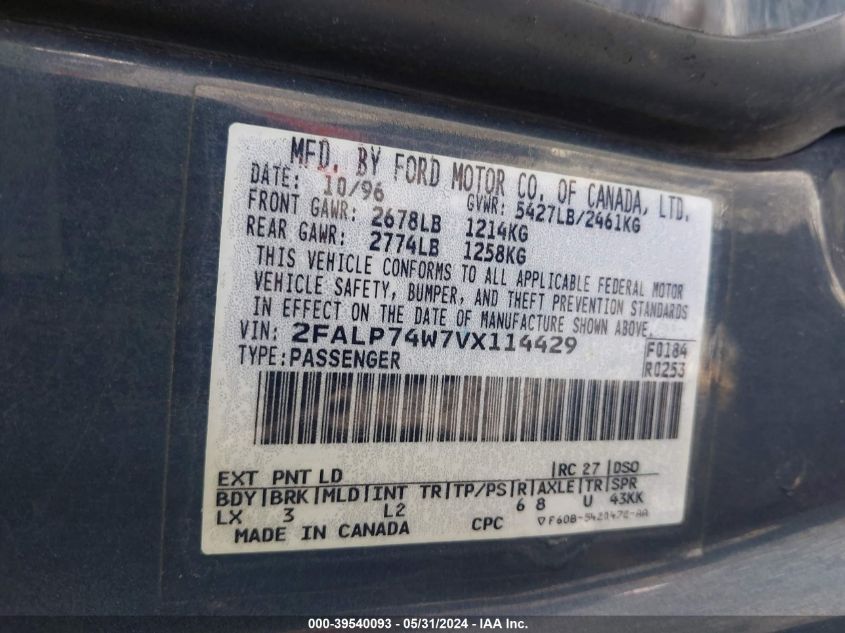 MFD. BY FORD MOTOR CO. OF CANADA, LTD.
DATE: 10/96 GVWR: 5427LB/2461KG
FRONT GAWR: 2678LB 1214KG
REAR GAWR: 2774LB 1258KG
THIS VEHICLE CONFORMS TO ALL APPLICABLE FEDERAL MOTOR
VEHICLE SAFETY, BUMPER, AND THEFT PREVENTION STANDARDS
IN EFFECT ON THE DATE OF MANUFACTURE SHOWN ABOVE.
VIN: 2FALP74W7VX114429 F0184
TYPE:PASSENGER R0253
EXT PNT LD RC 27 DSO
BDY BRK MLD INT TR TP/PS R AXLE TR SPR
LX 3 L2 6 8 U 43KK
MADE IN CANADA CPC F60B-5420472-AA
000-39540093 - 05/31/2024 - IAA Inc.